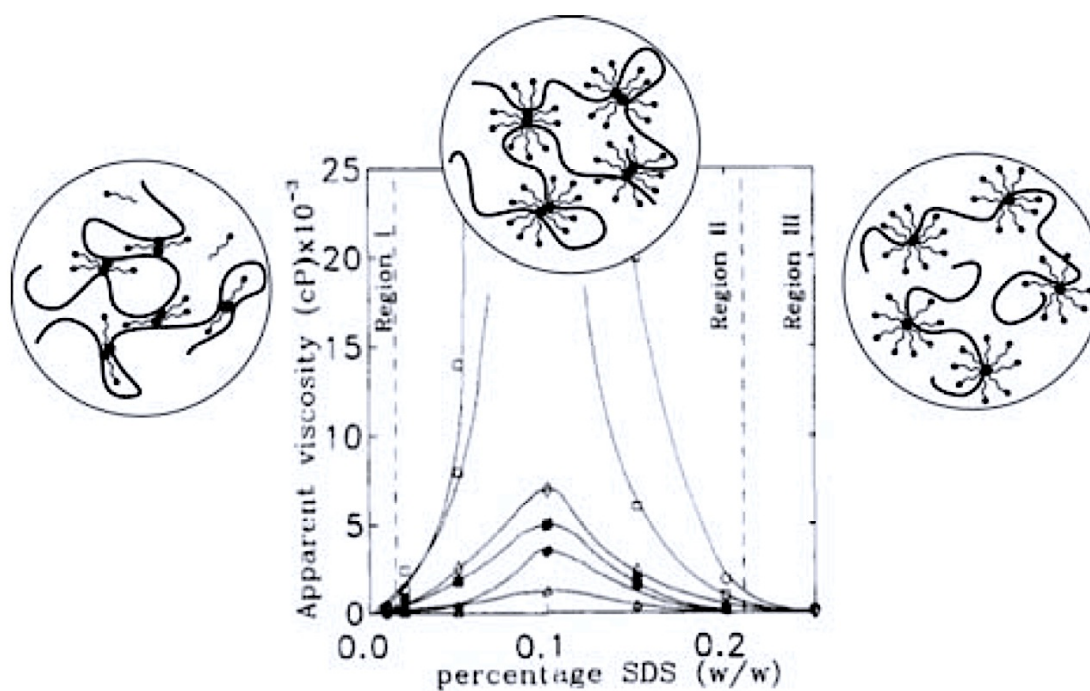 25
20
15
10
5
0
Apparent viscosity (cP)x10⁻³
Region I
Region II
Region III
0.0
0.1
0.2
percentage SDS (w/w)